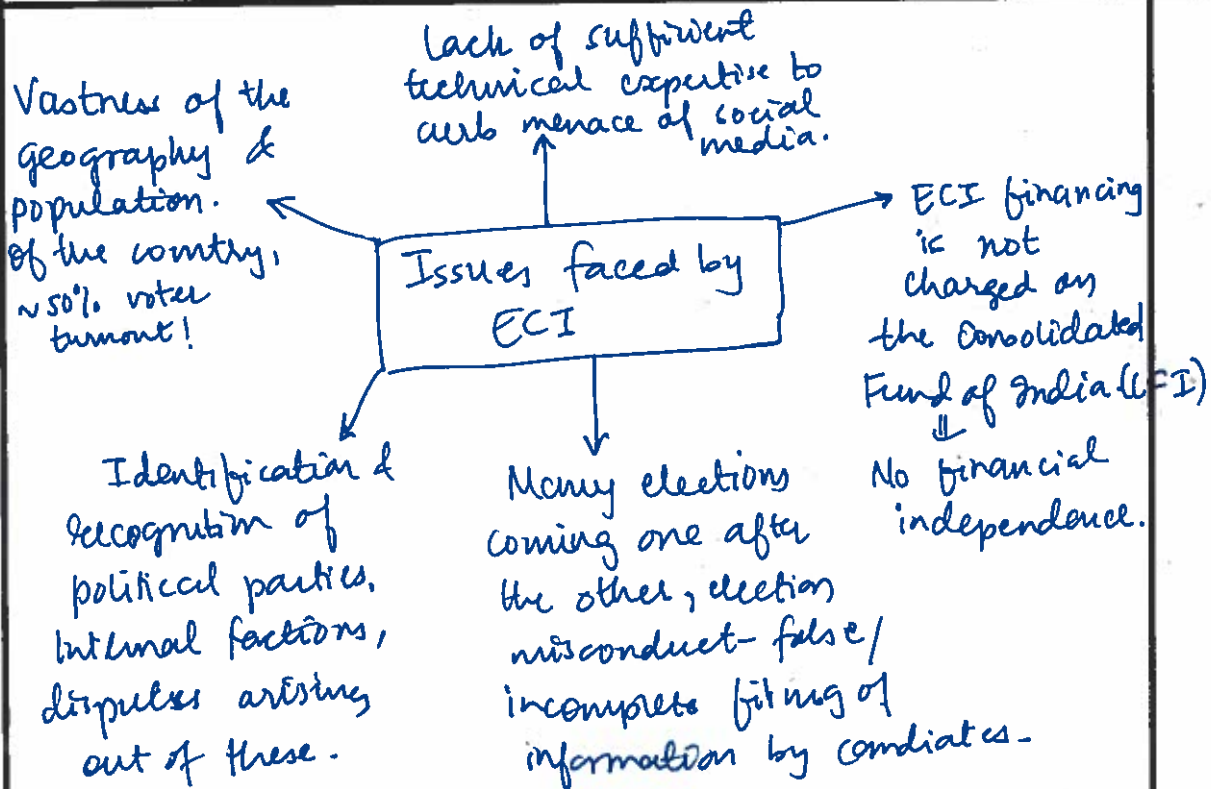 Issues faced by
ECI
Lack of sufficient
technical expertise to
curb menace of social
media.
Vastness of the
geography &
population.
of the country,
~50% voter
turnout!
ECI financing
is not
charged on
the Consolidated
Fund of India (CFI)
⇓
No financial
independence.
Identification &
recognition of
political parties,
internal factions,
disputes arising
out of these.
Many elections
coming one after
the other, election
misconduct- false/
incomplete filing of
information by candiates.